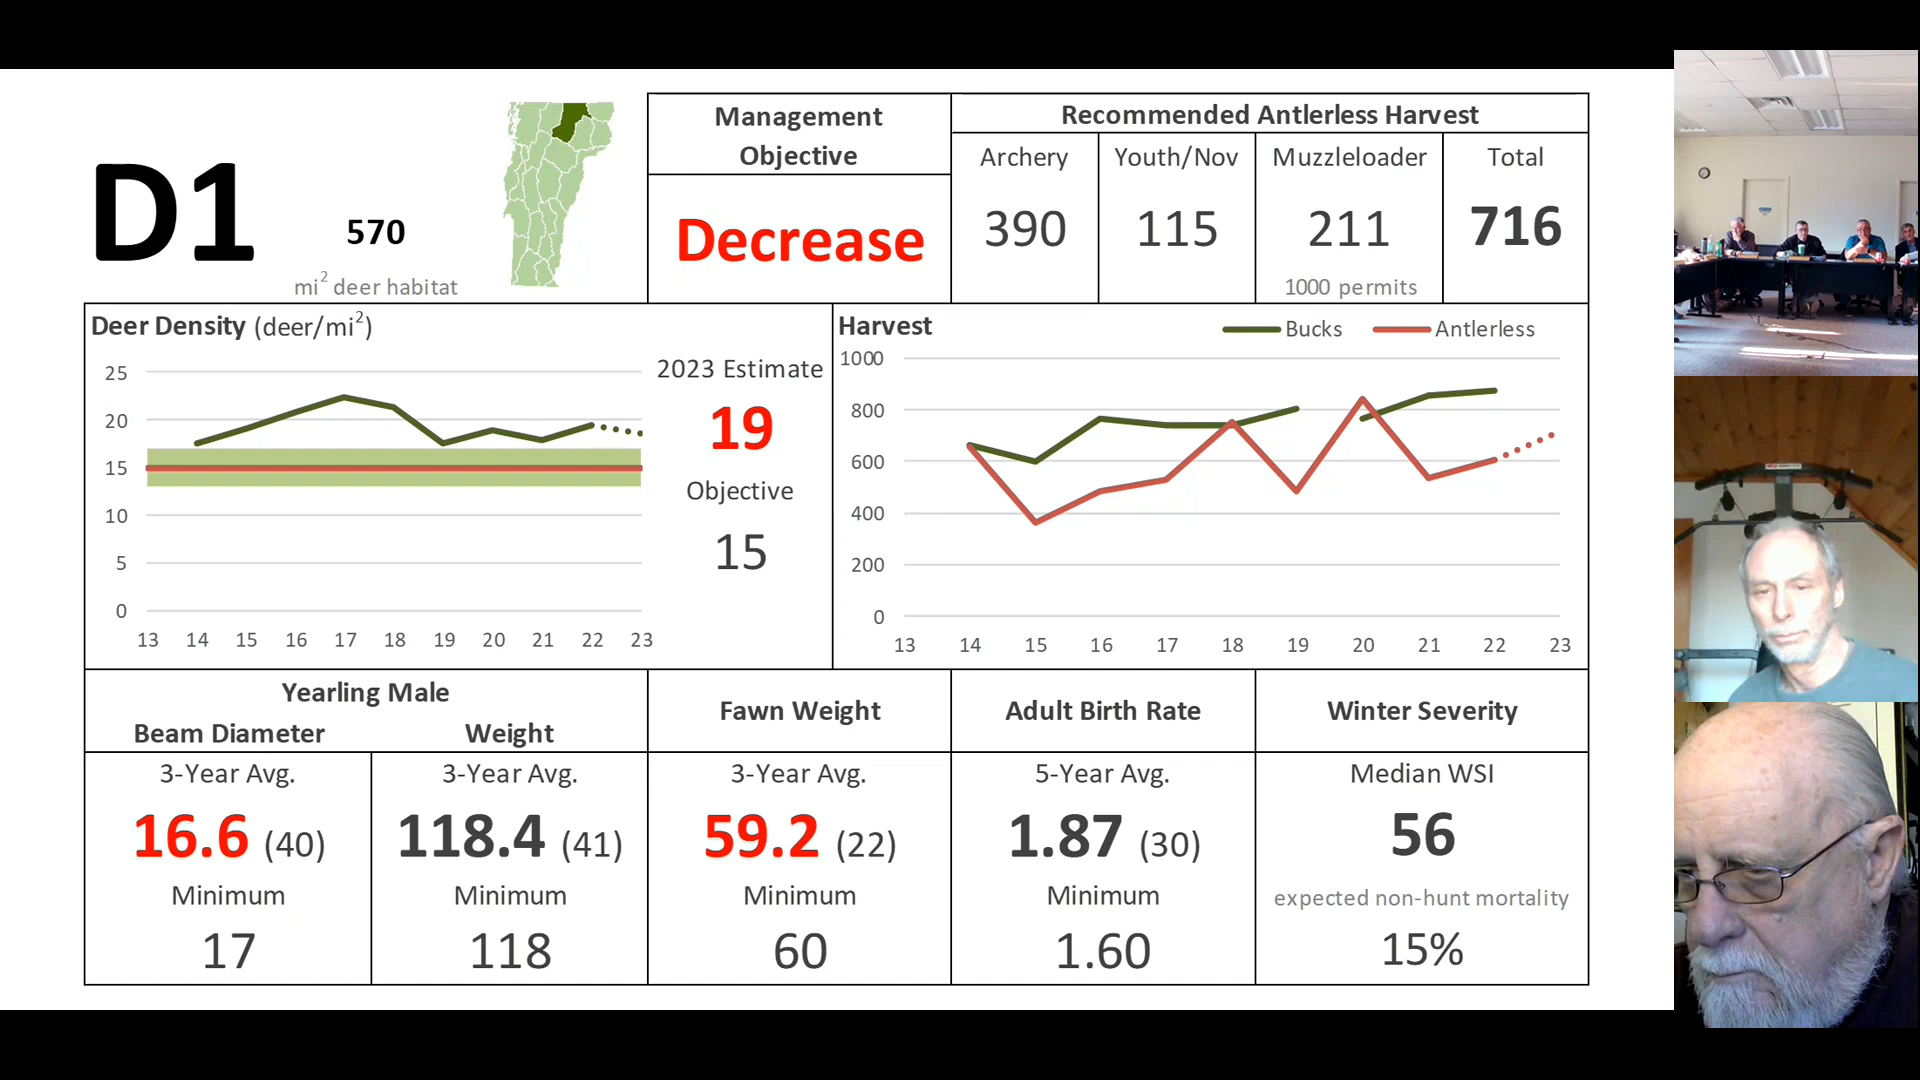 D1
570
mi2 deer habitat
Management
Objective
Decrease
Recommended Antlerless Harvest
Archery Youth/Nov Muzzleloader Total
390 115 211 716
1000 permits
Deer Density (deer/mi2)
25
20
15
10
5
0
13 14 15 16 17 18 19 20 21 22 23
2023 Estimate
19
Objective
15
Harvest
Bucks Antlerless
1000
800
600
400
200
0
13 14 15 16 17 18 19 20 21 22 23
Yearling Male
Beam Diameter Weight
Fawn Weight
Adult Birth Rate
Winter Severity
3-Year Avg. 3-Year Avg. 3-Year Avg. 5-Year Avg. Median WSI
16.6 (40) 118.4 (41) 59.2 (22) 1.87 (30) 56
Minimum Minimum Minimum Minimum expected non-hunt mortality
17 118 60 1.60 15%